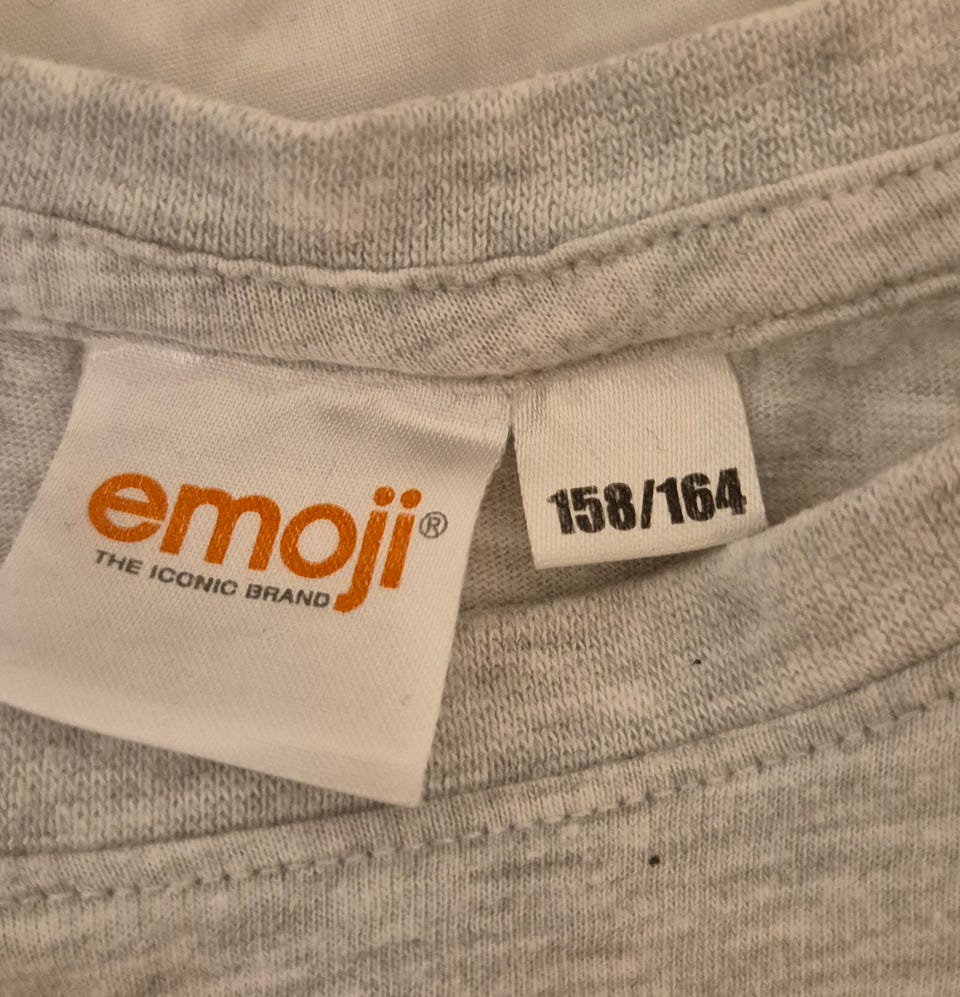 emoji®
THE ICONIC BRAND
158/164